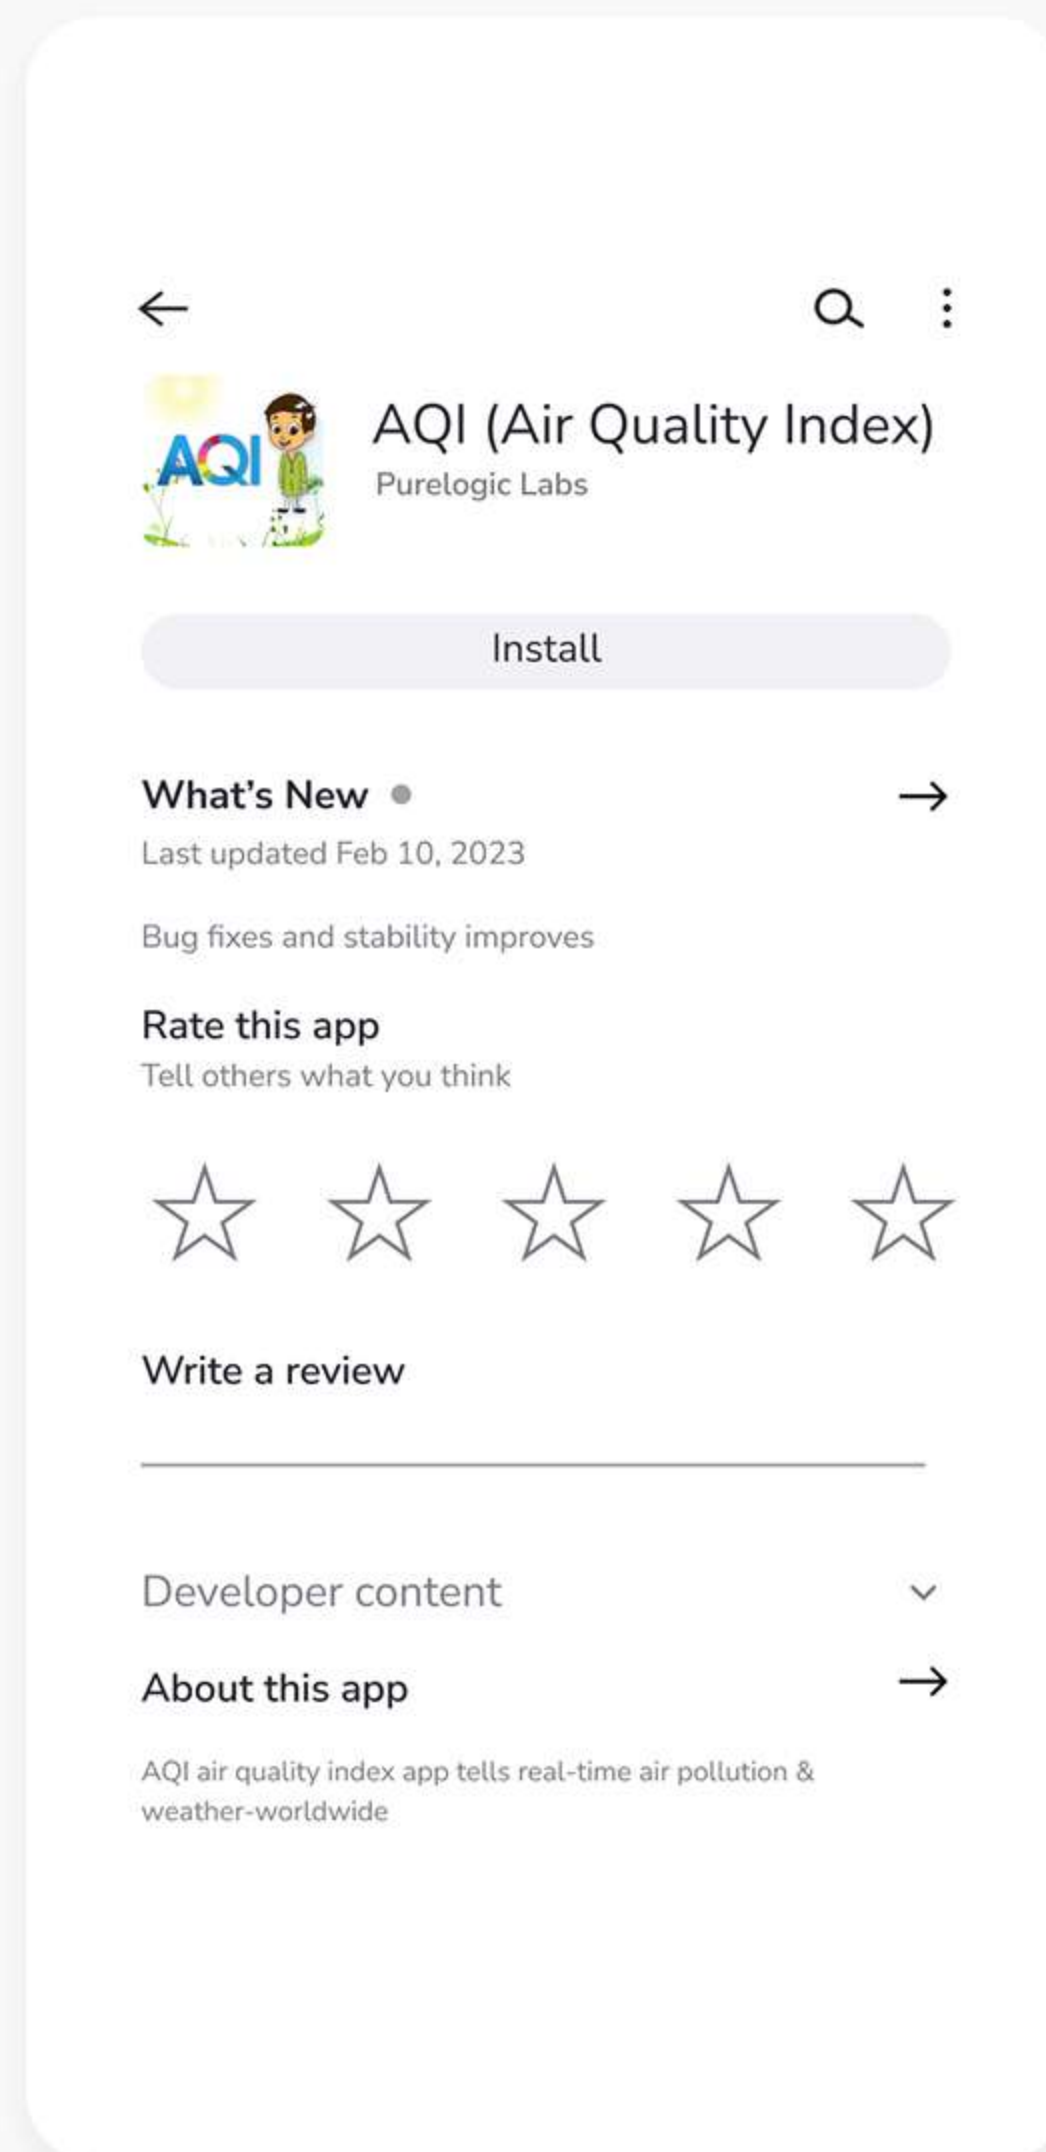 AQI
AQI (Air Quality Index)
Purelogic Labs
Install
What's New
Last updated Feb 10, 2023
Bug fixes and stability improves
Rate this app
Tell others what you think
Write a review
Developer content
About this app
AQI air quality index app tells real-time air pollution &
weather-worldwide